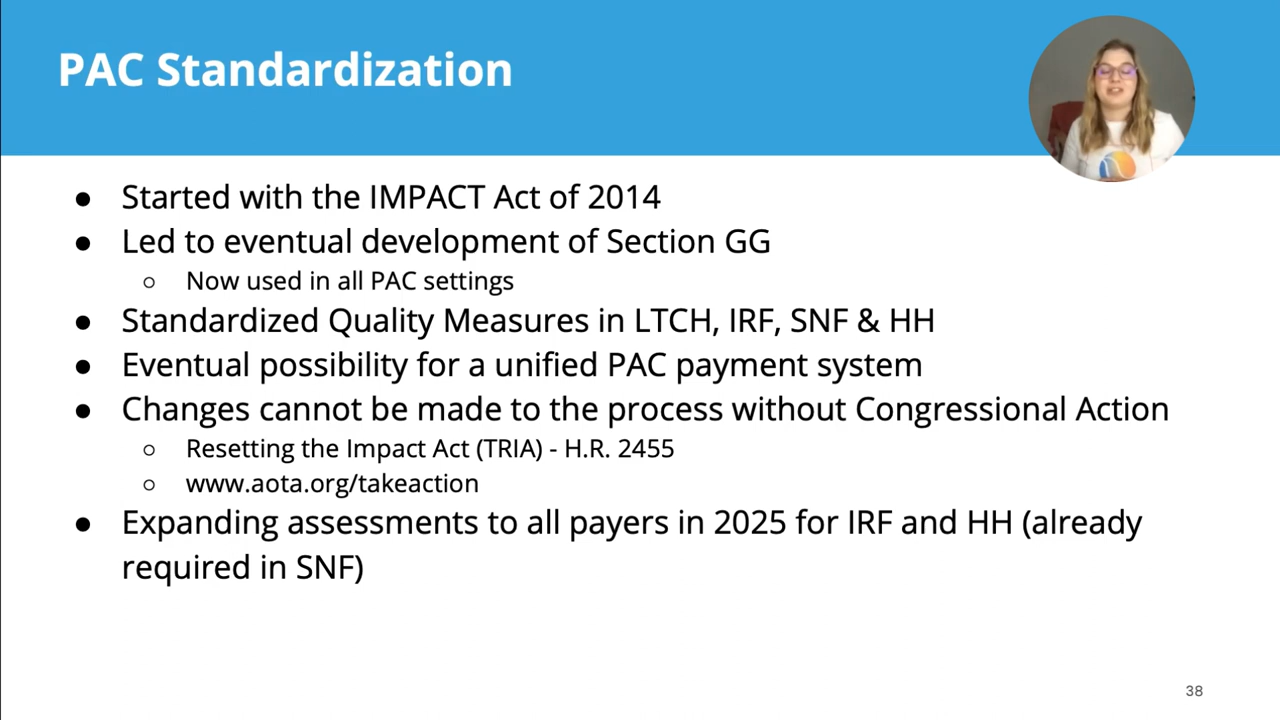 PAC Standardization
● Started with the IMPACT Act of 2014
● Led to eventual development of Section GG
○ Now used in all PAC settings
● Standardized Quality Measures in LTCH, IRF, SNF & HH
● Eventual possibility for a unified PAC payment system
● Changes cannot be made to the process without Congressional Action
○ Resetting the Impact Act (TRIA) - H.R. 2455
○ www.aota.org/takeaction
● Expanding assessments to all payers in 2025 for IRF and HH (already
required in SNF)
38